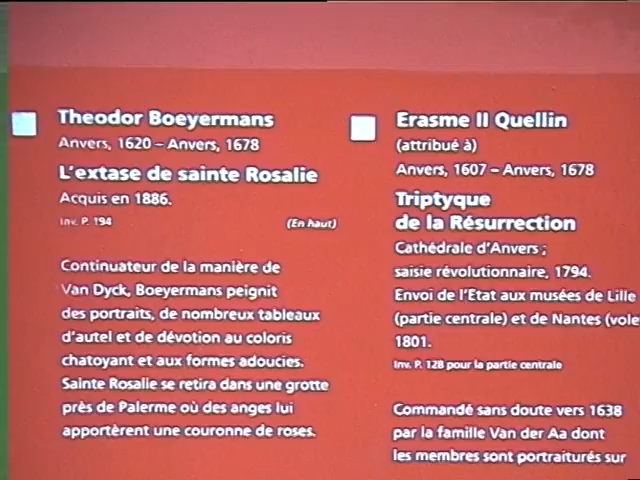 Theodor Boeyermans
Anvers, 1620 – Anvers, 1678
L'extase de sainte Rosalie
Acquis en 1886.
Inv. P. 194
(En haut)
Continuateur de la manière de
Van Dyck, Boeyermans peignit
des portraits, de nombreux tableaux
d'autel et de dévotion au coloris
chatoyant et aux formes adoucies.
Sainte Rosalie se retira dans une grotte
près de Palerme où des anges lui
apportèrent une couronne de roses.
Erasme II Quellin
(attribué à)
Anvers, 1607 – Anvers, 1678
Triptyque
de la Résurrection
Cathédrale d'Anvers ;
saisie révolutionnaire, 1794.
Envoi de l'Etat aux musées de Lille
(partie centrale) et de Nantes (vole
1801.
Inv. P. 128 pour la partie centrale
Commandé sans doute vers 1638
par la famille Van der Aa dont
les membres sont portraiturés sur